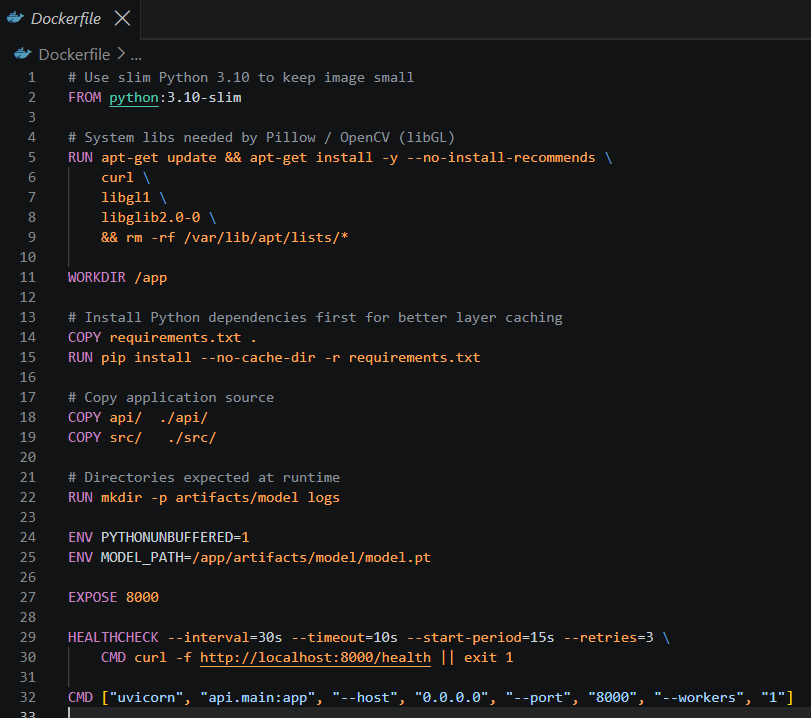 Dockerfile
Dockerfile > ...
1 # Use slim Python 3.10 to keep image small
2 FROM python:3.10-slim
3
4 # System libs needed by Pillow / OpenCV (libGL)
5 RUN apt-get update && apt-get install -y --no-install-recommends \
6     curl \
7     libgl1 \
8     libglib2.0-0 \
9     && rm -rf /var/lib/apt/lists/*
10
11 WORKDIR /app
12
13 # Install Python dependencies first for better layer caching
14 COPY requirements.txt .
15 RUN pip install --no-cache-dir -r requirements.txt
16
17 # Copy application source
18 COPY api/  ./api/
19 COPY src/   ./src/
20
21 # Directories expected at runtime
22 RUN mkdir -p artifacts/model logs
23
24 ENV PYTHONUNBUFFERED=1
25 ENV MODEL_PATH=/app/artifacts/model/model.pt
26
27 EXPOSE 8000
28
29 HEALTHCHECK --interval=30s --timeout=10s --start-period=15s --retries=3 \
30     CMD curl -f http://localhost:8000/health || exit 1
31
32 CMD ["uvicorn", "api.main:app", "--host", "0.0.0.0", "--port", "8000", "--workers", "1"]
33